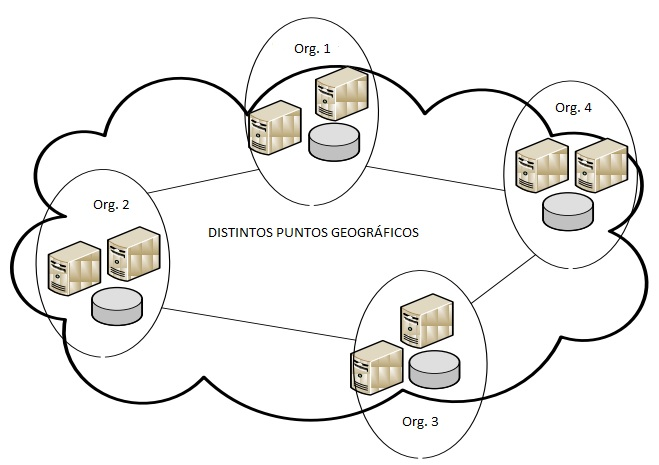 Org. 1
Org. 4
Org. 2
DISTINTOS PUNTOS GEOGRÁFICOS
Org. 3